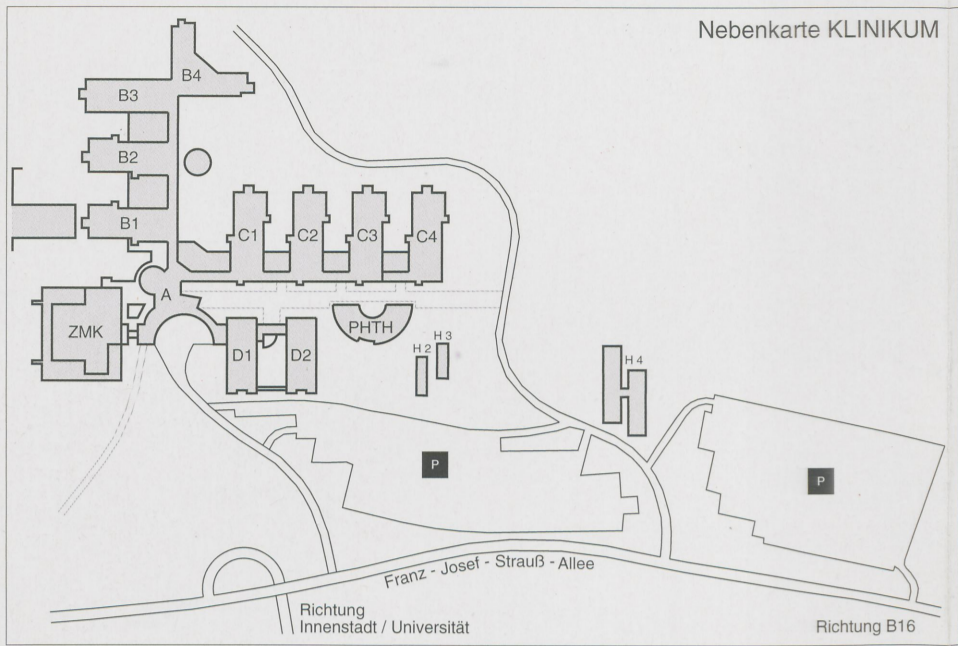 Nebenkarte KLINIKUM
B4
B3
B2
B1
C1
C2
C3
C4
A
ZMK
PHTH
D1
D2
H 3
H 2
H 4
P
P
Franz - Josef - Strauß - Allee
Richtung
Innenstadt / Universität
Richtung B16